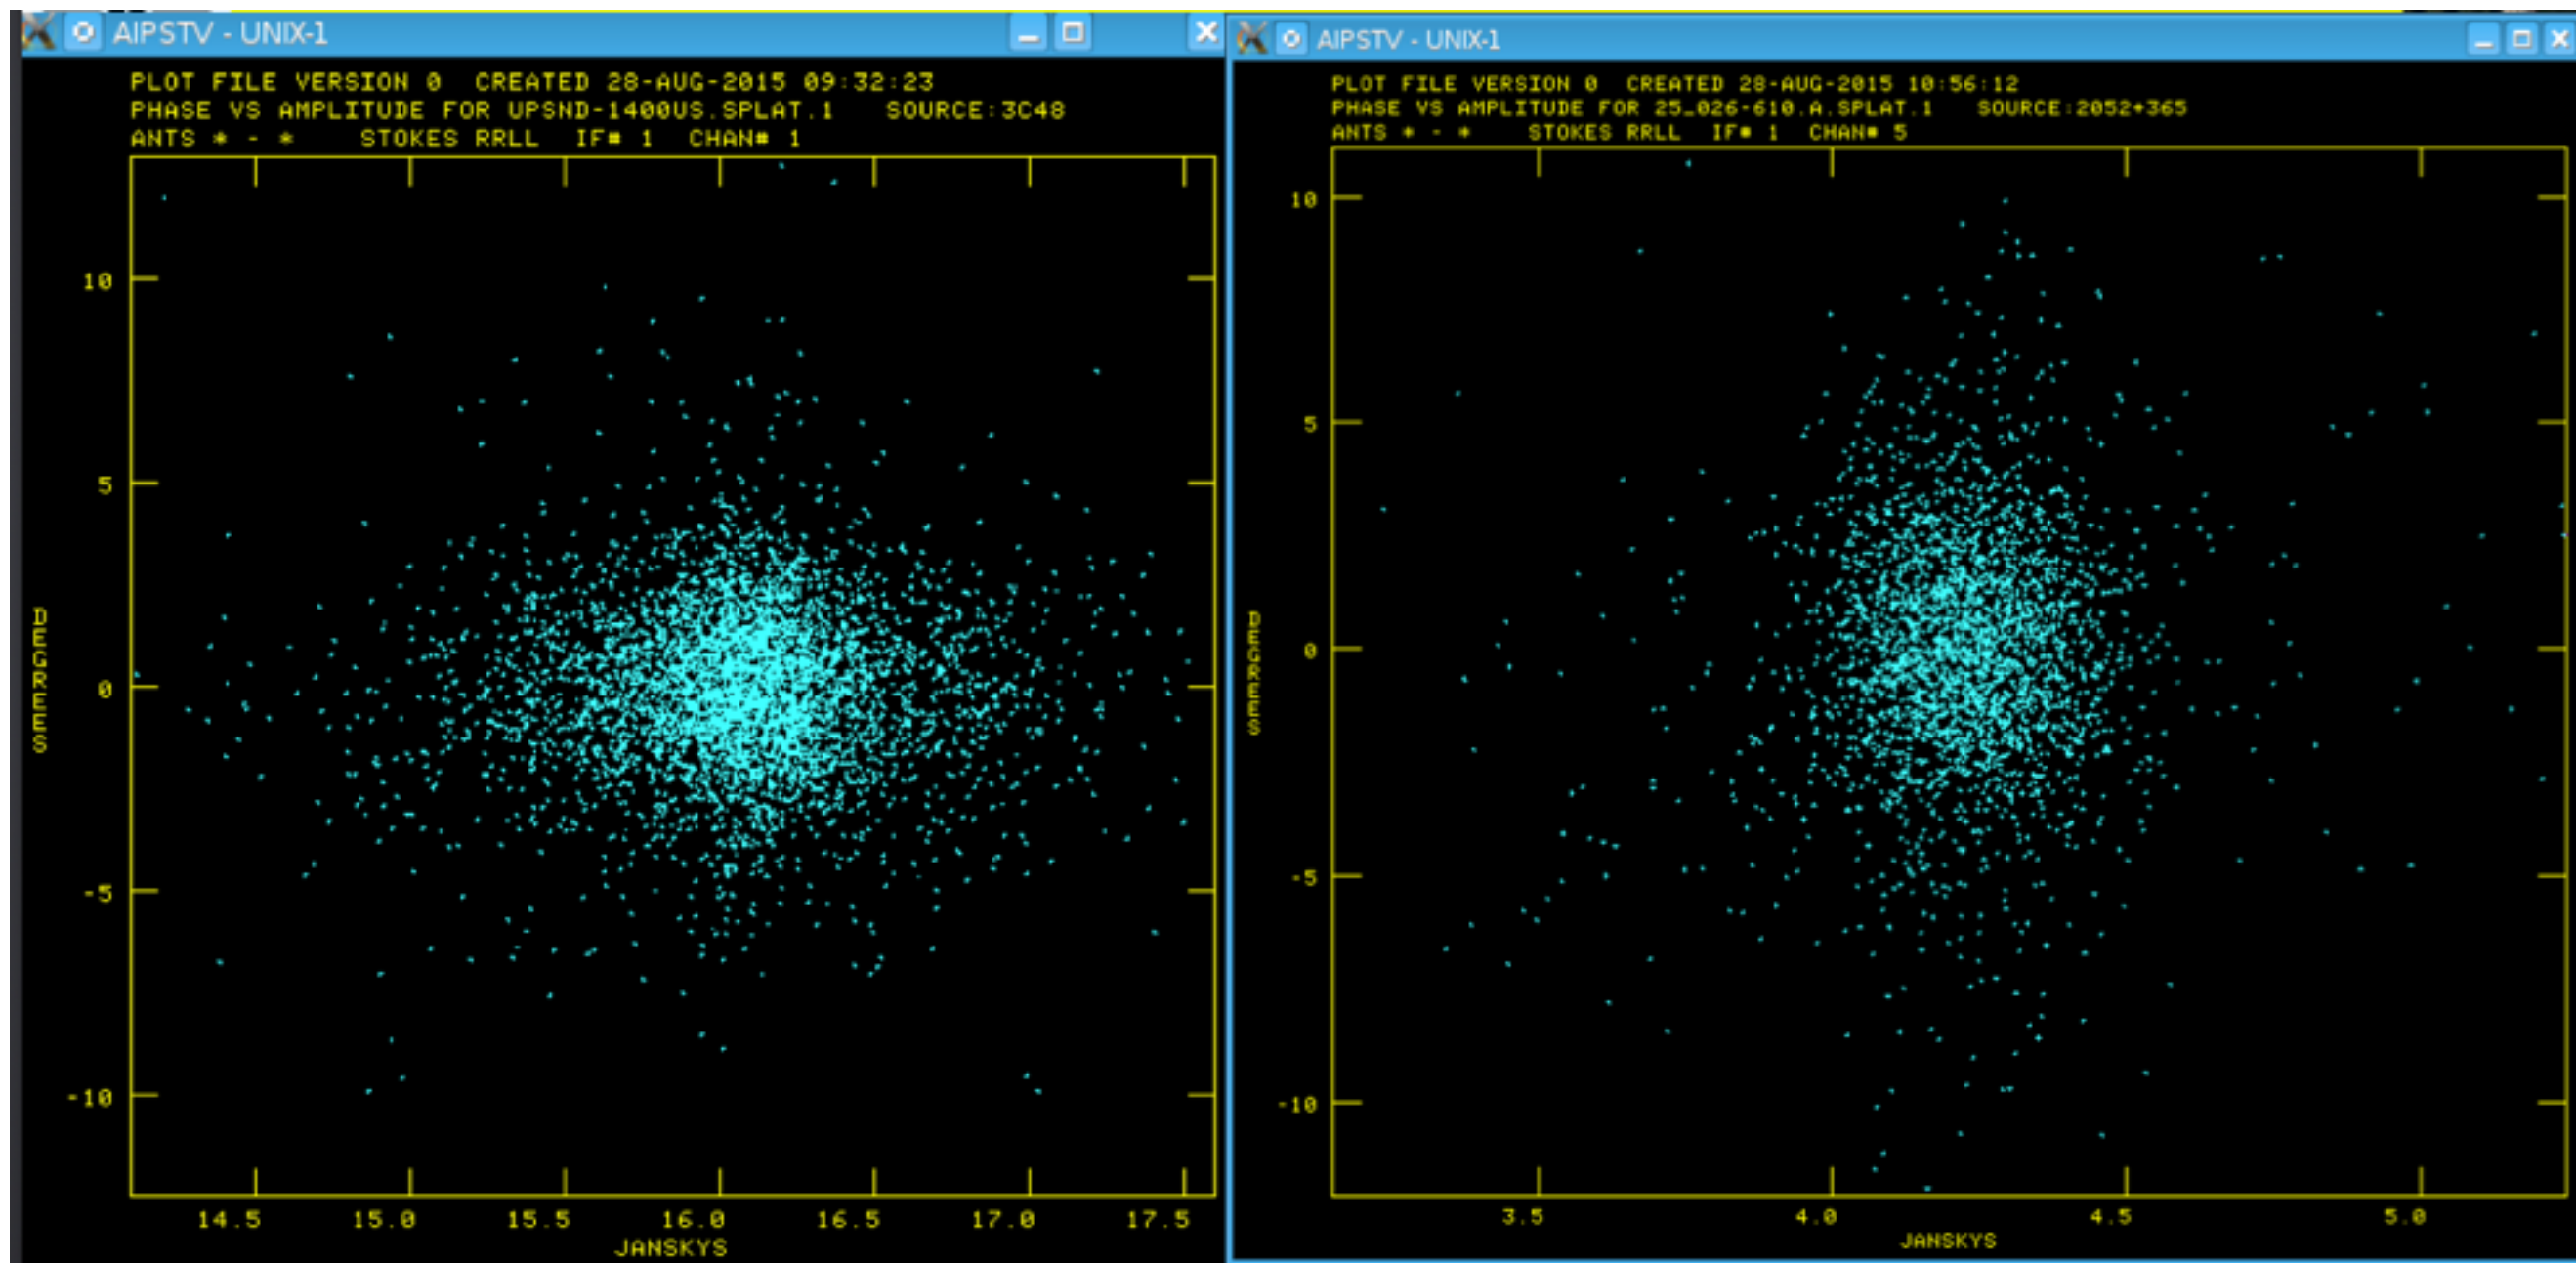 AIPSTV - UNIX-1
PLOT FILE VERSION 0 CREATED 28-AUG-2015 09:32:23
PHASE VS AMPLITUDE FOR UPSND-1400US.SPLAT.1 SOURCE:3C48
ANTS * - * STOKES RRLL IF# 1 CHAN# 1
10
5
0
-5
-10
DEGREES
14.5 15.0 15.5 16.0 16.5 17.0 17.5
JANSKYS
AIPSTV - UNIX-1
PLOT FILE VERSION 0 CREATED 28-AUG-2015 10:56:12
PHASE VS AMPLITUDE FOR 25_026-610.A.SPLAT.1 SOURCE:2052+365
ANTS * - * STOKES RRLL IF# 1 CHAN# 5
10
5
0
-5
-10
DEGREES
3.5 4.0 4.5 5.0
JANSKYS